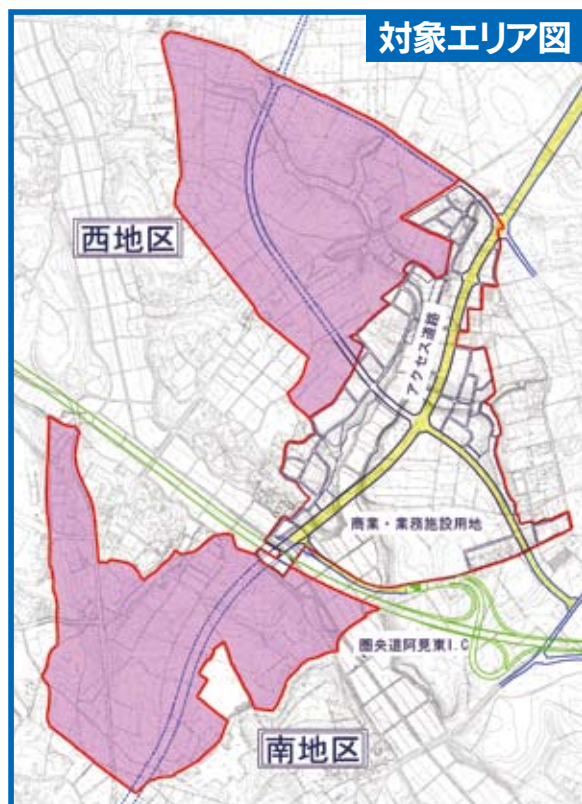 対象エリア図
西地区
アクセス道路
商業・業務施設用地
圏央道阿見東I.C
南地区